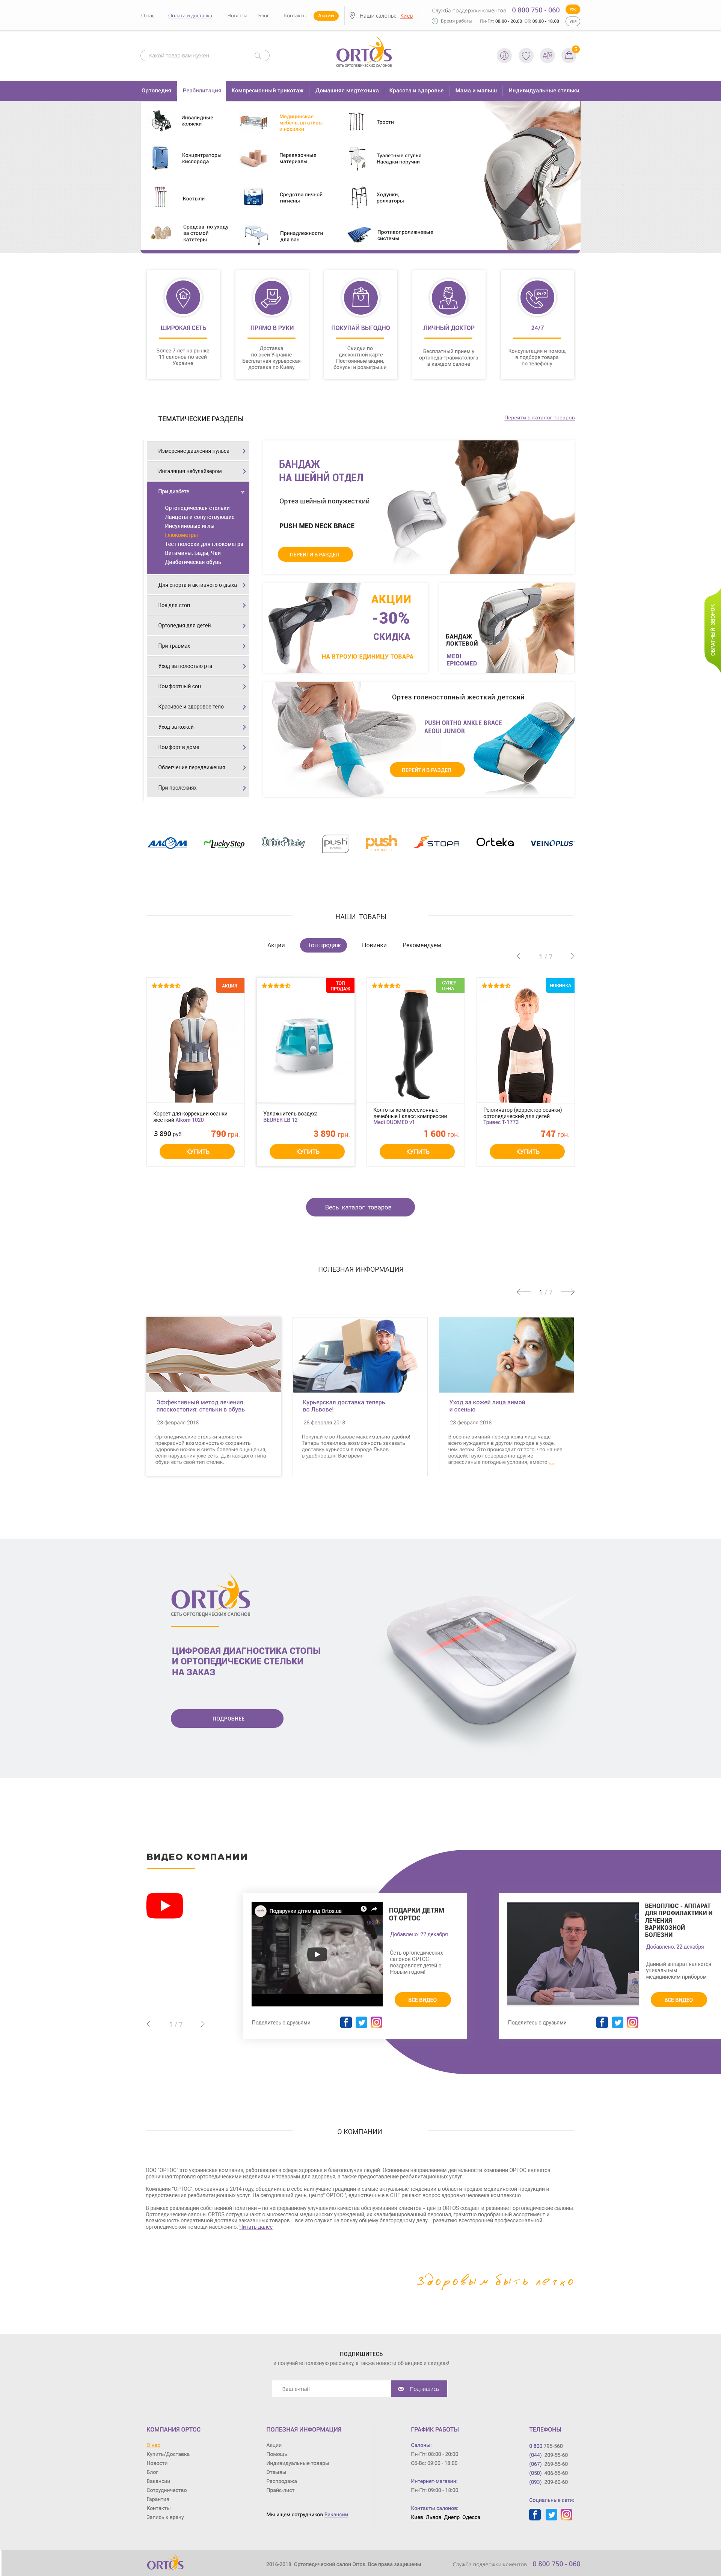 О нас Оплата и доставка Новости Блог Контакты Акции Наши салоны: Киев Служба поддержки клиентов 0 800 750 - 060
Время работы Пн-Пт: 08.00 - 20.00 Сб: 09.00 - 18.00
Какой товар вам нужен
ORTOS
СЕТЬ ОРТОПЕДИЧЕСКИХ САЛОНОВ
Ортопедия Реабилитация Компресионный трикотаж Домашняя медтехника Красота и здоровье Мама и малыш Индивидуальные стельки
Инвалидные
коляски
Медицинская
мебель, штативы
и носилки
Трости
Концентраторы
кислорода
Перевязочные
материалы
Туалетные стулья
Насадки поручни
Костыли
Средства личной
гигиены
Ходунки,
роллаторы
Средсва по уходу
за стомой
катетеры
Принадлежности
для ван
Противопролежневые
системы
ШИРОКАЯ СЕТЬ
Более 7 лет на рынке
11 салонов по всей
Украине
ПРЯМО В РУКИ
Доставка
по всей Украине
Бесплатная курьерская
доставка по Киеву
ПОКУПАЙ ВЫГОДНО
Скидки по
дисконтной карте
Постоянные акции,
бонусы и розыгрыши
ЛИЧНЫЙ ДОКТОР
Бесплатный прием у
ортопеда-травматолога
в каждом салоне
24/7
Консультация и помощ
в подборе товара
по телефону
ТЕМАТИЧЕСКИЕ РАЗДЕЛЫ
Перейти в каталог товаров
Измерение давления пульса
Ингаляция небулайзером
При диабете
Ортопедическая стельки
Ланцеты и сопутствующие
Инсулиновые иглы
Глюкометры
Тест полоски для глюкометра
Витамины, Бады, Чаи
Диабетическая обувь
Для спорта и активного отдыха
Все для стоп
Ортопедия для детей
При травмах
Уход за полостью рта
Комфортный сон
Красивое и здоровое тело
Уход за кожей
Комфорт в доме
Облегчение передвижения
При пролежнях
БАНДАЖ
НА ШЕЙНІЙ ОТДЕЛ
Ортез шейный полужесткий
PUSH MED NECK BRACE
ПЕРЕЙТИ В РАЗДЕЛ
АКЦИИ
-30%
СКИДКА
НА ВТРОУЮ ЕДИНИЦУ ТОВАРА
БАНДАЖ
ЛОКТЕВОЙ
MEDI
EPICOMED
Ортез голеностопный жесткий детский
PUSH ORTHO ANKLE BRACE
AEQUI JUNIOR
ПЕРЕЙТИ В РАЗДЕЛ
ОБРАТНЫЙ ЗВОНОК
АЛКОМ LuckyStep Orto Baby push push STOPA Orteka VEINOPLUS
НАШИ ТОВАРЫ
Акции Топ продаж Новинки Рекомендуем
1 / 7
АКЦИЯ
Корсет для коррекции осанки
жесткий Alkom 1020
3 890 руб 790 грн.
КУПИТЬ
ТОП
ПРОДАЖ
Увлажнитель воздуха
BEURER LB 12
3 890 грн.
КУПИТЬ
СУПЕР
ЦЕНА
Колготы компрессионные
лечебные I класс компрессии
Medi DUOMED v1
1 600 грн.
КУПИТЬ
НОВИНКА
Реклинатор (корректор осанки)
ортопедический для детей
Тривес Т-1773
747 грн.
КУПИТЬ
Весь каталог товаров
ПОЛЕЗНАЯ ИНФОРМАЦИЯ
1 / 7
Эффективный метод лечения
плоскостопия: стельки в обувь
28 февраля 2018
Ортопедические стельки являются
прекрасной возможностью сохранить
здоровье ножек и снять болевые ощущения,
если нарушения уже есть. Для каждого типа
обуви есть свой тип стелек.
Курьерская доставка теперь
во Львове!
28 февраля 2018
Покупайте во Львове максимально удобно!
Теперь появилась возможность заказать
доставку курьером в городе Львов
в удобное для Вас время
Уход за кожей лица зимой
и осенью
28 февраля 2018
В осенне-зимний период кожа лица чаще
всего нуждается в другом подходе в уходе,
чем летом. Это происходит от того, что на нее
воздействуют совершенно другие
агрессивные погодные условия, вместо ...
ORTOS
СЕТЬ ОРТОПЕДИЧЕСКИХ САЛОНОВ
ЦИФРОВАЯ ДИАГНОСТИКА СТОПЫ
И ОРТОПЕДИЧЕСКИЕ СТЕЛЬКИ
НА ЗАКАЗ
ПОДРОБНЕЕ
ВИДЕО КОМПАНИИ
1 / 7
Подарунки дітям від Ortos.ua
ПОДАРКИ ДЕТЯМ
ОТ ОРТОС
Добавлено: 22 декабря
Сеть ортопедических
салонов ОРТОС
поздравляет детей с
Новым годом!
ВСЕ ВИДЕО
Поделитесь с друзьями
ВЕНОПЛЮС - АППАРАТ
ДЛЯ ПРОФИЛАКТИКИ И
ЛЕЧЕНИЯ
ВАРИКОЗНОЙ
БОЛЕЗНИ
Добавлено: 22 декабря
Данный аппарат является
уникальным
медицинским прибором
ВСЕ ВИДЕО
Поделитесь с друзьями
О КОМПАНИИ
ООО "ОРТОС" это украинская компания, работающая в сфере здоровья и благополучия людей. Основным направлением деятельности компании ОРТОС является
розничная торговля ортопедическими изделиями и товарами для здоровья, а также предоставление реабилитационных услуг.
Компания "ОРТОС", основанная в 2014 году, объединила в себе наилучшие традиции и самые актуальные тенденции в области продаж медицинской продукции и
предоставления реабилитационных услуг. На сегодняшний день, центр" ОРТОС ", единственные в СНГ решают вопрос здоровья человека комплексно.
В рамках реализации собственной политики – по непрерывному улучшению качества обслуживания клиентов – центр ORTOS создает и развивает ортопедические салоны.
Ортопедические салоны ORTOS сотрудничают с множеством медицинских учреждений, их квалифицированный персонал, грамотно подобранный ассортимент и
возможность оперативной доставки заказанных товаров – все это служит на пользу общему благородному делу – развитию всесторонней профессиональной
ортопедической помощи населению. Читать далее
Здоровым быть легко
ПОДПИШИТЕСЬ
и получайте полезную рассылку, а также новости об акциях и скидках!
Ваш e-mail Подпишись
КОМПАНИЯ ОРТОС
О нас
Купить/Доставка
Новости
Блог
Вакансии
Сотрудничество
Гарантия
Контакты
Запись к врачу
ПОЛЕЗНАЯ ИНФОРМАЦИЯ
Акции
Помощь
Индивидуальные товары
Отзывы
Распродажа
Прайс-лист
Мы ищем сотрудников Вакансии
ГРАФИК РАБОТЫ
Салоны:
Пн-Пт: 08:00 - 20:00
Сб-Вс: 09:00 - 18:00
Интернет-магазин:
Пн-Пт: 09:00 - 18:00
Контакты салонов:
Киев Львов Днепр Одесса
ТЕЛЕФОНЫ
0 800 795-560
(044) 209-55-60
(067) 269-55-60
(050) 406-55-60
(093) 209-60-60
Социальные сети:
ORTOS 2016-2018 Ортопедический салон Ortos. Все права защищены Служба поддержки клиентов 0 800 750 - 060